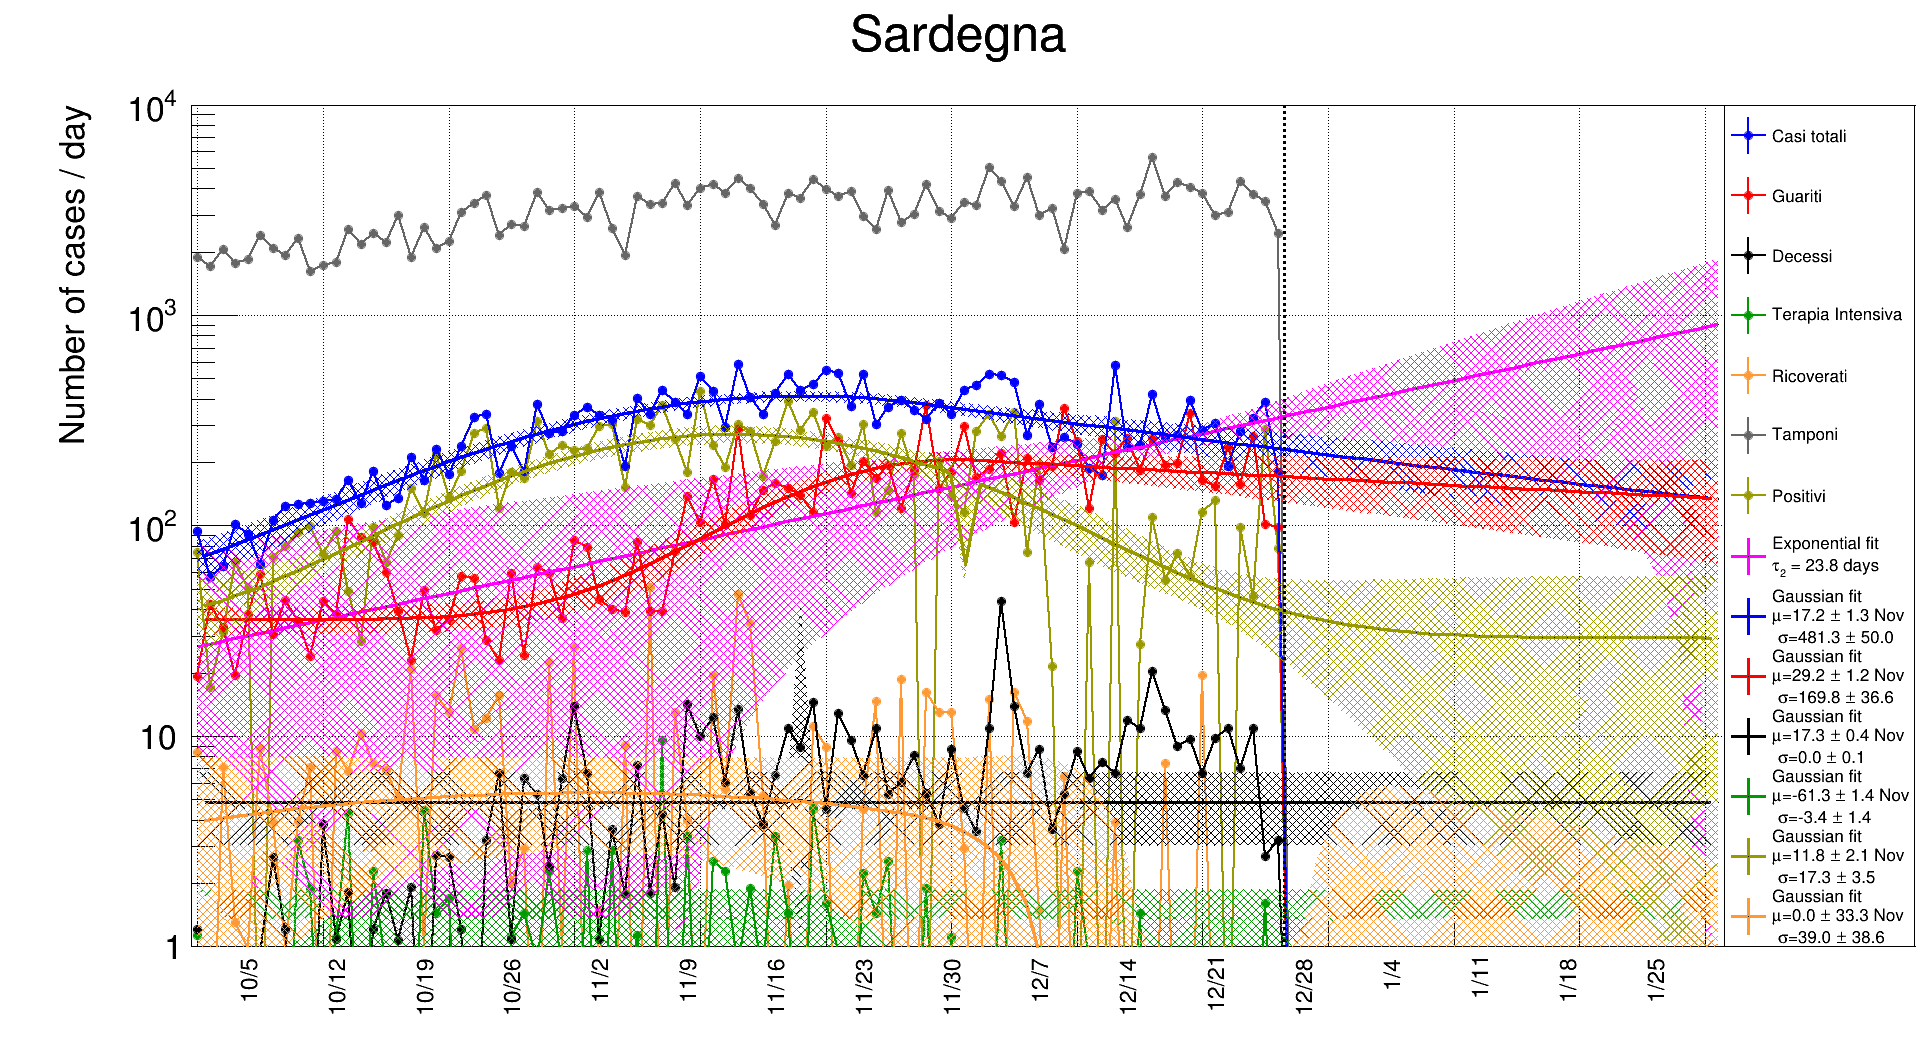 Sardegna
Number of cases / day
10⁴
10³
10²
10
1
10/5
10/12
10/19
10/26
11/2
11/9
11/16
11/23
11/30
12/7
12/14
12/21
12/28
1/4
1/11
1/18
1/25
Casi totali
Guariti
Decessi
Terapia Intensiva
Ricoverati
Tamponi
Positivi
Exponential fit
τ₂ = 23.8 days
Gaussian fit
μ=17.2 ± 1.3 Nov
σ=481.3 ± 50.0
Gaussian fit
μ=29.2 ± 1.2 Nov
σ=169.8 ± 36.6
Gaussian fit
μ=17.3 ± 0.4 Nov
σ=0.0 ± 0.1
Gaussian fit
μ=-61.3 ± 1.4 Nov
σ=-3.4 ± 1.4
Gaussian fit
μ=11.8 ± 2.1 Nov
σ=17.3 ± 3.5
Gaussian fit
μ=0.0 ± 33.3 Nov
σ=39.0 ± 38.6